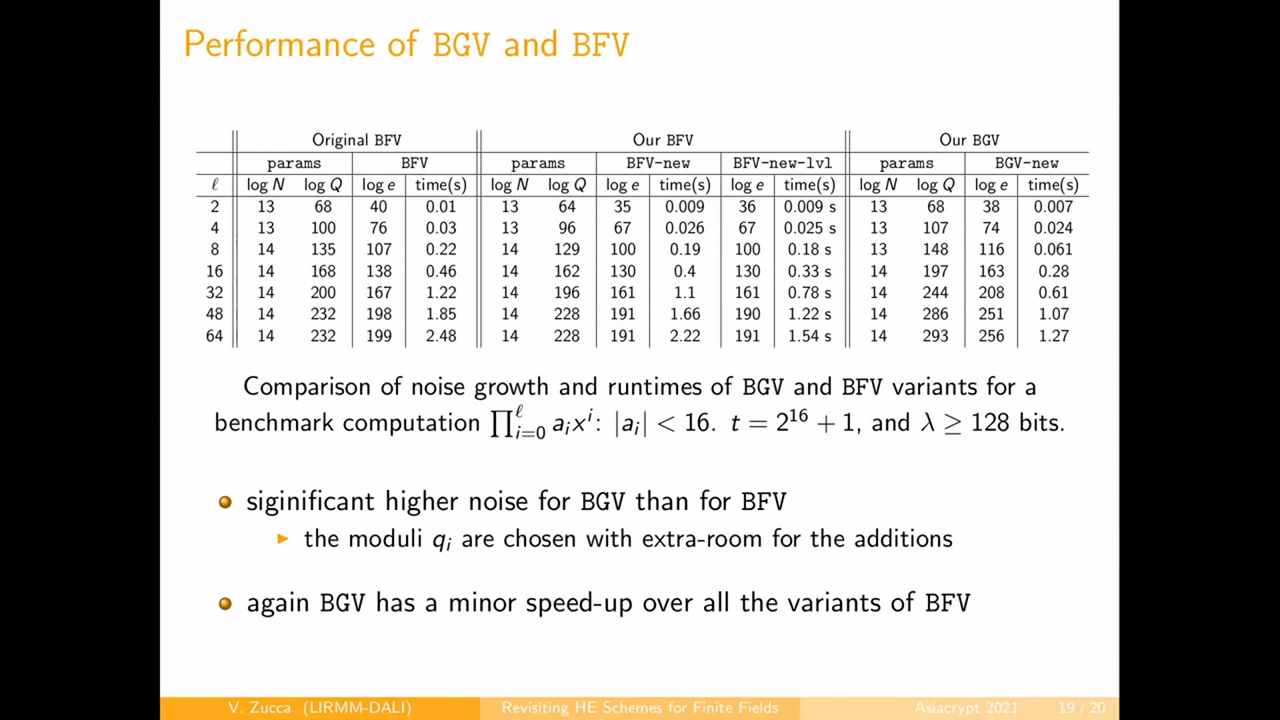 Performance of BGV and BFV
Original BFV Our BFV Our BGV
params BFV params BFV-new BFV-new-lvl params BGV-new
ℓ log N log Q log e time(s) log N log Q log e time(s) log e time(s) log N log Q log e time(s)
2 13 68 40 0.01 13 64 35 0.009 36 0.009 s 13 68 38 0.007
4 13 100 76 0.03 13 96 67 0.026 67 0.025 s 13 107 74 0.024
8 14 135 107 0.22 14 129 100 0.19 100 0.18 s 13 148 116 0.061
16 14 168 138 0.46 14 162 130 0.4 130 0.33 s 14 197 163 0.28
32 14 200 167 1.22 14 196 161 1.1 161 0.78 s 14 244 208 0.61
48 14 232 198 1.85 14 228 191 1.66 190 1.22 s 14 286 251 1.07
64 14 232 199 2.48 14 228 191 2.22 191 1.54 s 14 293 256 1.27
Comparison of noise growth and runtimes of BGV and BFV variants for a
benchmark computation ∏_{i=0}^{ℓ} a_i x^i: |a_i| < 16. t = 2^16 + 1, and λ ≥ 128 bits.
siginificant higher noise for BGV than for BFV
the moduli q_i are chosen with extra-room for the additions
again BGV has a minor speed-up over all the variants of BFV
V. Zucca (LIRMM-DALI) Revisiting HE Schemes for Finite Fields Asiacrypt 2021 19 / 20